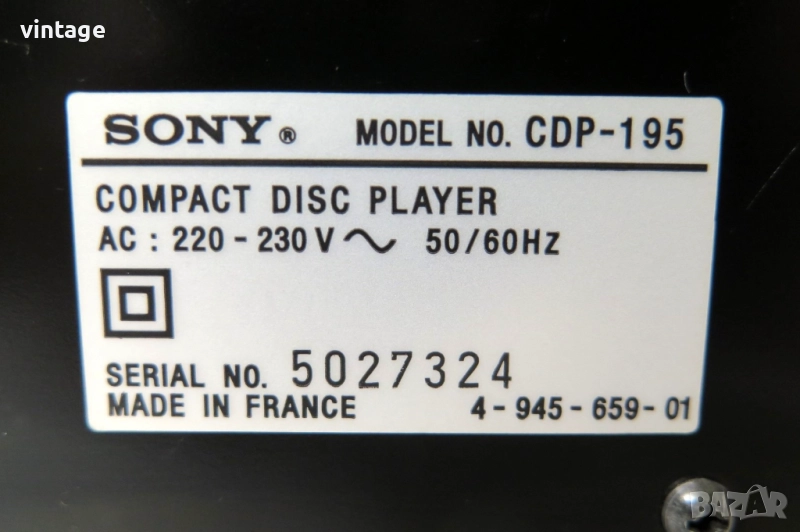 vintage
SONY ® MODEL NO. CDP-195
COMPACT DISC PLAYER
AC : 220 - 230 V ~ 50/60Hz
SERIAL NO. 5027324
MADE IN FRANCE 4 - 945 - 659 - 01
BAZAR